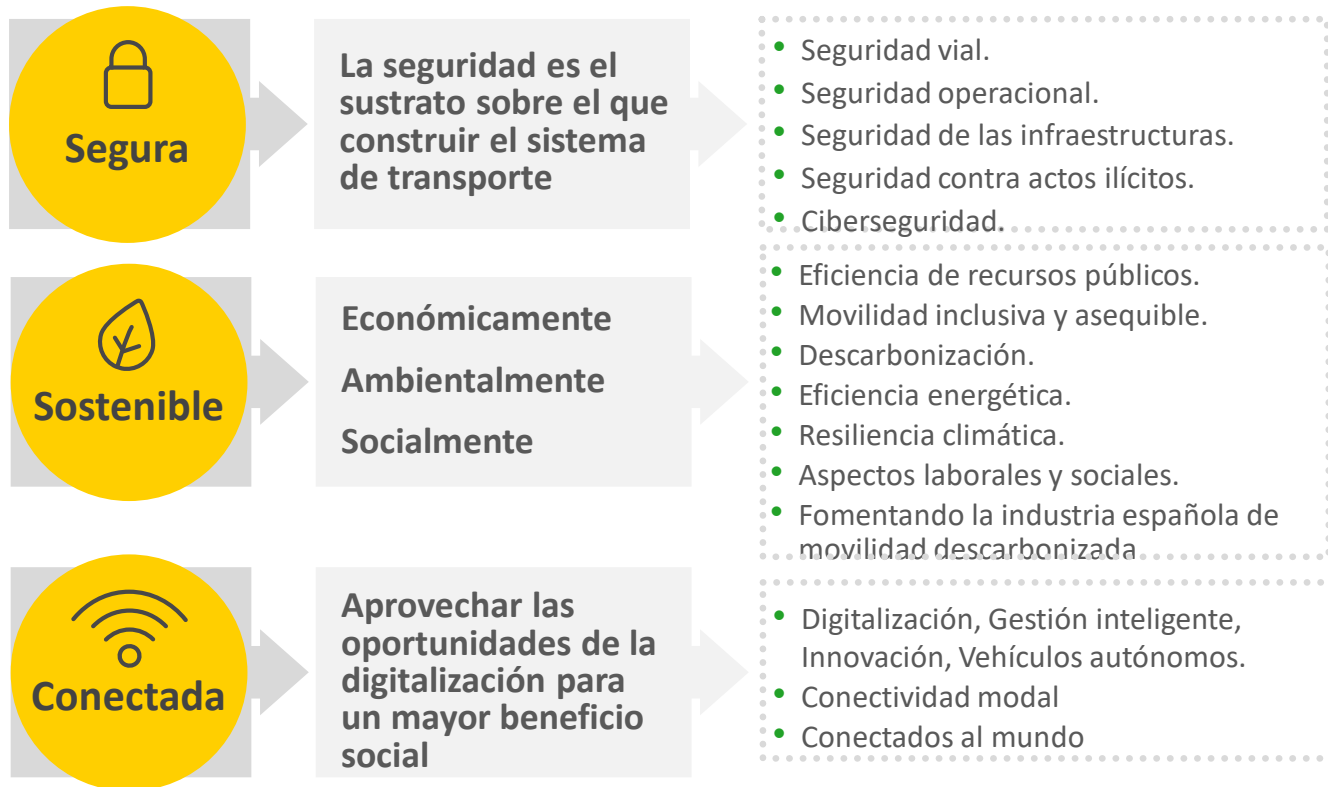 Segura
La seguridad es el
sustrato sobre el que
construir el sistema
de transporte
• Seguridad vial.
• Seguridad operacional.
• Seguridad de las infraestructuras.
• Seguridad contra actos ilícitos.
• Ciberseguridad.
Sostenible
Económicamente
Ambientalmente
Socialmente
• Eficiencia de recursos públicos.
• Movilidad inclusiva y asequible.
• Descarbonización.
• Eficiencia energética.
• Resiliencia climática.
• Aspectos laborales y sociales.
• Fomentando la industria española de
movilidad descarbonizada
Conectada
Aprovechar las
oportunidades de la
digitalización para
un mayor beneficio
social
• Digitalización, Gestión inteligente,
Innovación, Vehículos autónomos.
• Conectividad modal
• Conectados al mundo